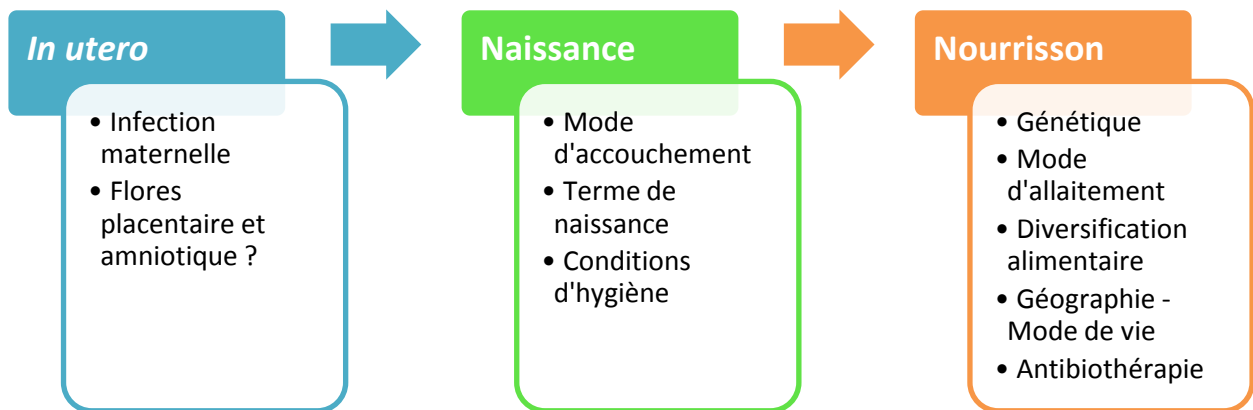 In utero
• Infection
maternelle
• Flores
placentaire et
amniotique ?
Naissance
• Mode
d'accouchement
• Terme de
naissance
• Conditions
d'hygiène
Nourrisson
• Génétique
• Mode
d'allaitement
• Diversification
alimentaire
• Géographie -
Mode de vie
• Antibiothérapie